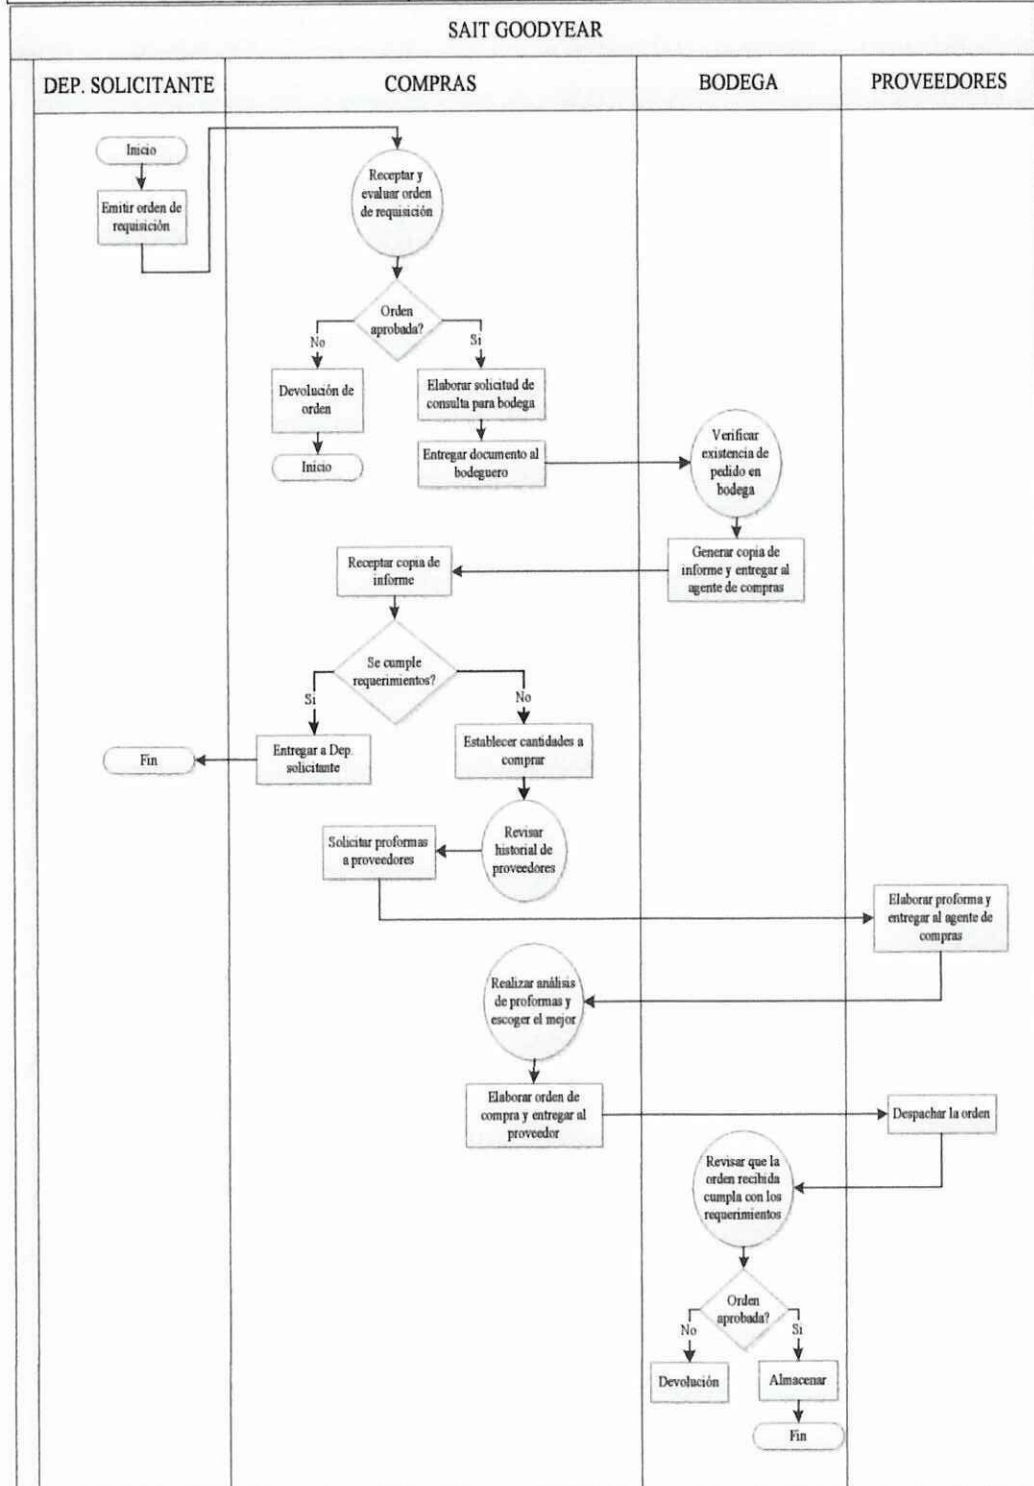 SAIT GOODYEAR
DEP. SOLICITANTE
COMPRAS
BODEGA
PROVEEDORES
Inicio
Emitir orden de
requisición
Receptar y
evaluar orden
de requisición
Orden
aprobada?
No
Si
Devolución de
orden
Inicio
Elaborar solicitud de
consulta para bodega
Entregar documento al
bodeguero
Verificar
existencia de
pedido en
bodega
Generar copia de
informe y entregar al
agente de compras
Receptar copia de
informe
Se cumple
requerimientos?
Si
No
Entregar a Dep.
solicitante
Fin
Establecer cantidades a
comprar
Revisar
historial de
proveedores
Solicitar proformas
a proveedores
Elaborar proforma y
entregar al agente de
compras
Realizar análisis
de proformas y
escoger el mejor
Elaborar orden de
compra y entregar al
proveedor
Despachar la orden
Revisar que la
orden recibida
cumpla con los
requerimientos
Orden
aprobada?
No
Si
Devolución
Almacenar
Fin